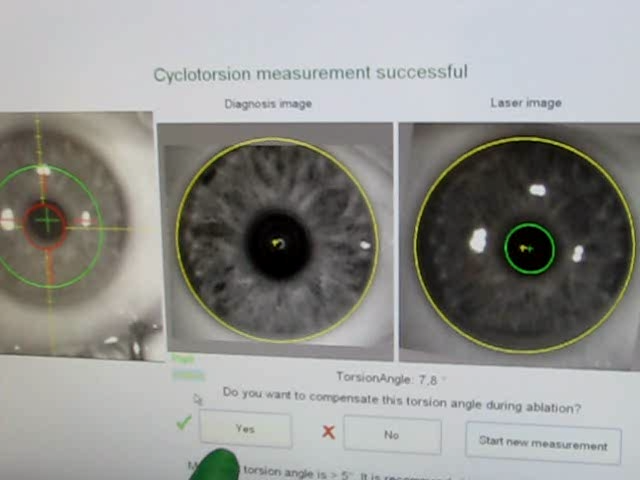 Cyclotorsion measurement successful
Diagnosis image
Laser image
TorsionAngle: 7,8 °
Do you want to compensate this torsion angle during ablation?
Yes
No
Start new measurement
torsion angle is > 5°. It is